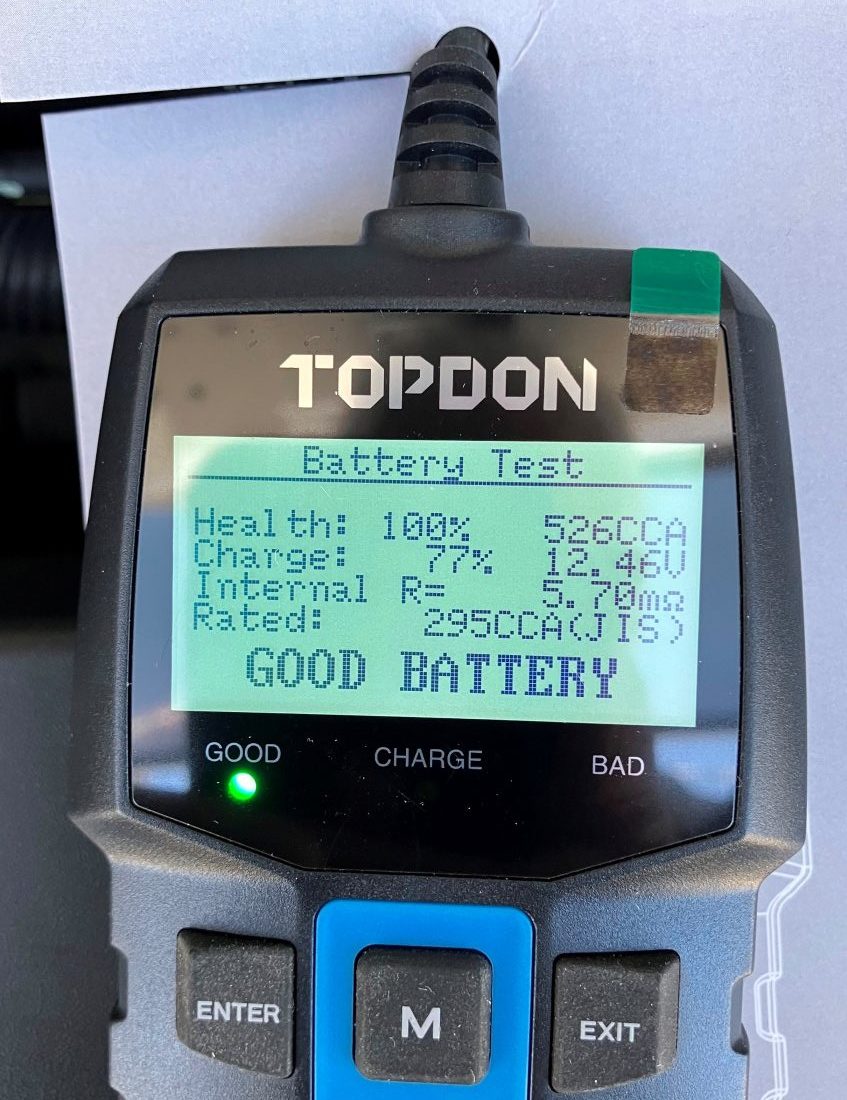 TOPDON
Battery Test
Health: 100% 526CCA
Charge: 77% 12.46V
Internal R= 5.70mΩ
Rated: 295CCA(JIS)
GOOD BATTERY
GOOD CHARGE BAD
ENTER M EXIT